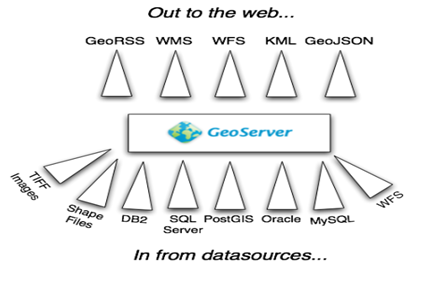 Out to the web...
GeoRSS WMS WFS KML GeoJSON
GeoServer
TIFF
Images
Shape
Files
DB2
SQL
Server
PostGIS
Oracle
MySQL
WFS
In from datasources...